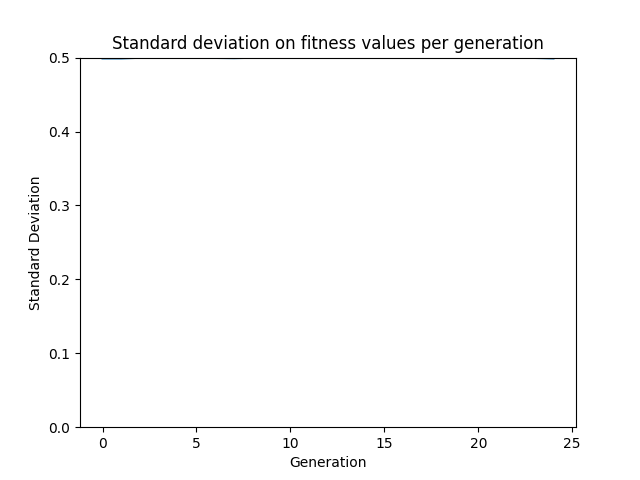 Standard deviation on fitness values per generation
0.5
0.4
0.3
0.2
0.1
0.0
Standard Deviation
0 5 10 15 20 25
Generation